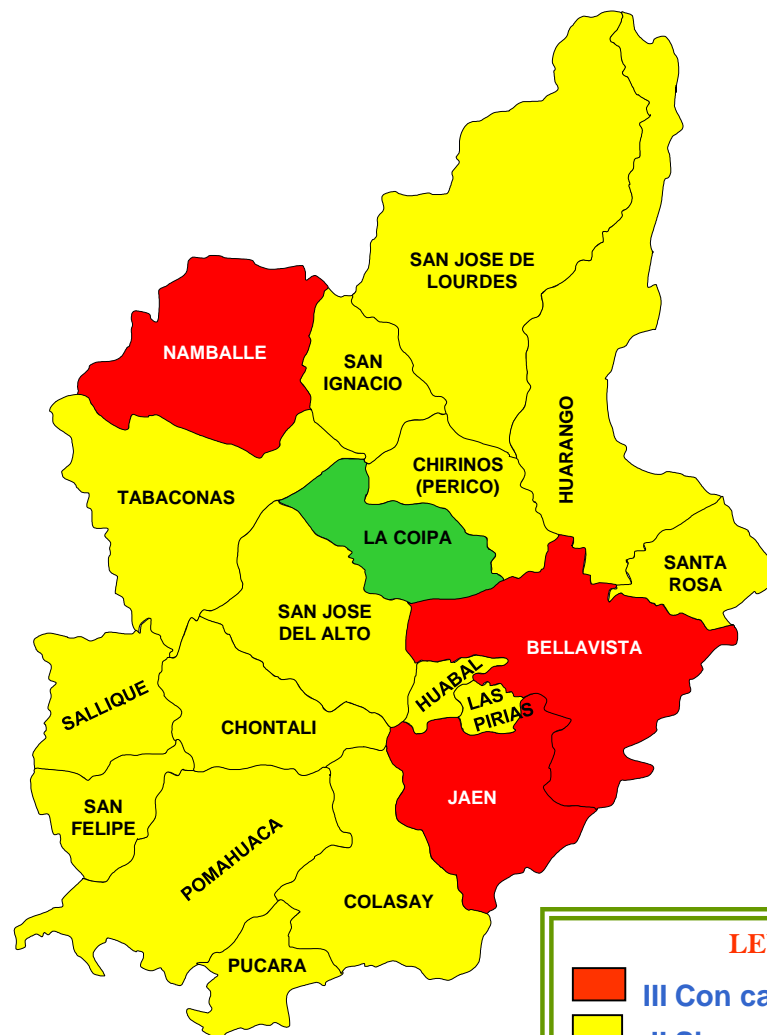 SAN JOSE DE
LOURDES
NAMBALLE
SAN
IGNACIO
HUARANGO
CHIRINOS
(PERICO)
TABACONAS
LA COIPA
SANTA
ROSA
SAN JOSE
DEL ALTO
BELLAVISTA
HUABAL
LAS
PIRIAS
SALLIQUE
CHONTALI
JAEN
SAN
FELIPE
POMAHUACA
COLASAY
PUCARA
III Con ca